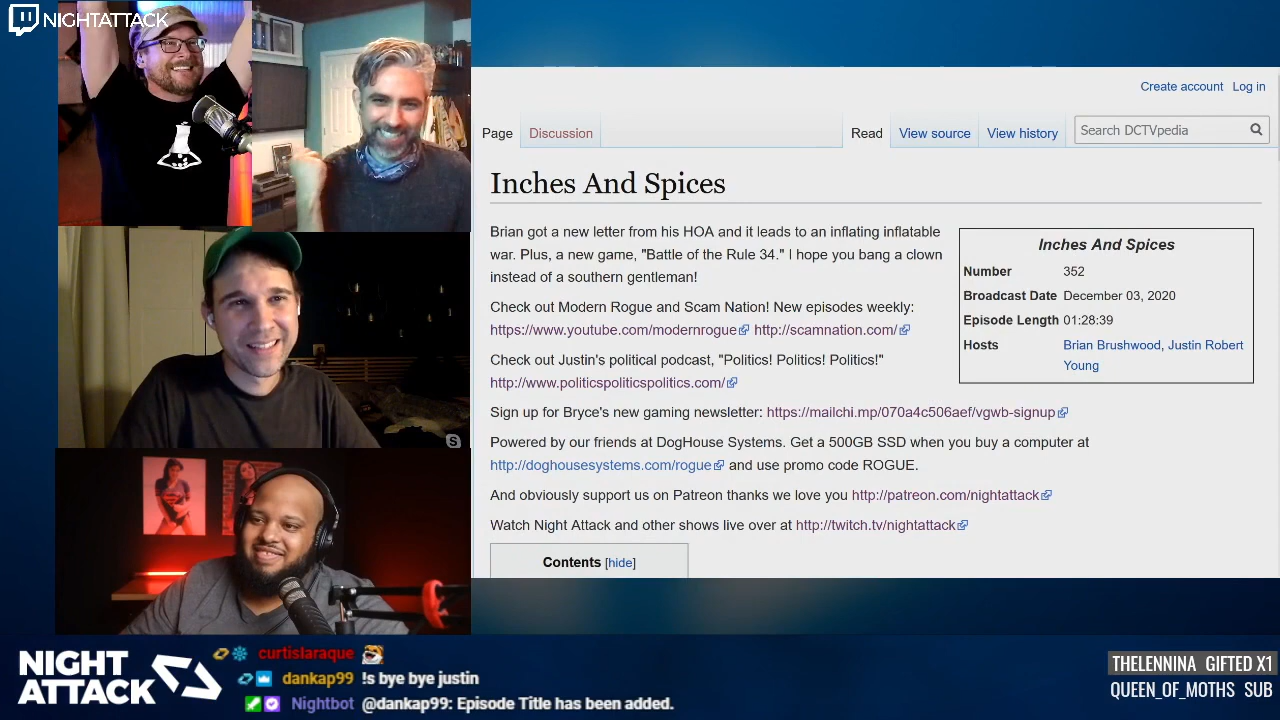 NIGHTATTACK
Create account Log in
Page Discussion Read View source View history Search DCTVpedia
Inches And Spices
Brian got a new letter from his HOA and it leads to an inflating inflatable
war. Plus, a new game, "Battle of the Rule 34." I hope you bang a clown
instead of a southern gentleman!
Check out Modern Rogue and Scam Nation! New episodes weekly:
https://www.youtube.com/modernrogue http://scamnation.com/
Check out Justin's political podcast, "Politics! Politics! Politics!"
http://www.politicspoliticspolitics.com/
Inches And Spices
Number 352
Broadcast Date December 03, 2020
Episode Length 01:28:39
Hosts Brian Brushwood, Justin Robert
Young
Sign up for Bryce's new gaming newsletter: https://mailchi.mp/070a4c506aef/vgwb-signup
Powered by our friends at DogHouse Systems. Get a 500GB SSD when you buy a computer at
http://doghousesystems.com/rogue and use promo code ROGUE.
And obviously support us on Patreon thanks we love you http://patreon.com/nightattack
Watch Night Attack and other shows live over at http://twitch.tv/nightattack
Contents [hide]
NIGHT
ATTACK
curtislaraque
dankap99 !s bye bye justin
Nightbot @dankap99: Episode Title has been added.
THELENNINA GIFTED X1
QUEEN_OF_MOTHS SUB